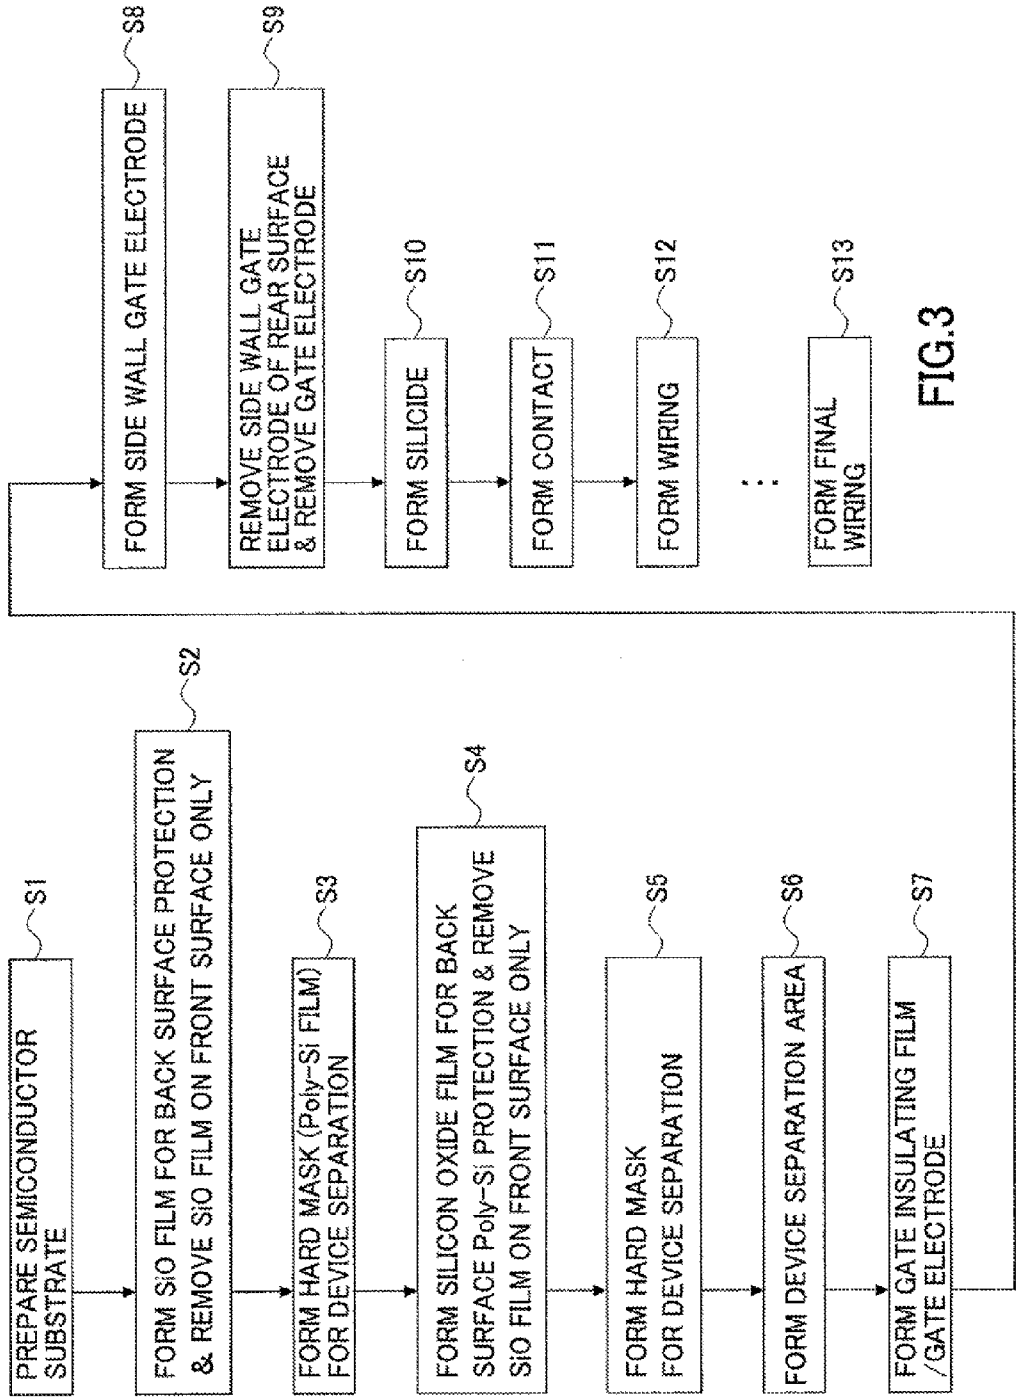 S1
PREPARE SEMICONDUCTOR
SUBSTRATE
S2
FORM SiO FILM FOR BACK SURFACE PROTECTION
& REMOVE SiO FILM ON FRONT SURFACE ONLY
S3
FORM HARD MASK (Poly-Si FILM)
FOR DEVICE SEPARATION
S4
FORM SILICON OXIDE FILM FOR BACK
SURFACE Poly-Si PROTECTION & REMOVE
SiO FILM ON FRONT SURFACE ONLY
S5
FORM HARD MASK
FOR DEVICE SEPARATION
S6
FORM DEVICE SEPARATION AREA
S7
FORM GATE INSULATING FILM
/GATE ELECTRODE
S8
FORM SIDE WALL GATE ELECTRODE
S9
REMOVE SIDE WALL GATE
ELECTRODE OF REAR SURFACE
& REMOVE GATE ELECTRODE
S10
FORM SILICIDE
S11
FORM CONTACT
S12
FORM WIRING
...
S13
FORM FINAL
WIRING
FIG.3